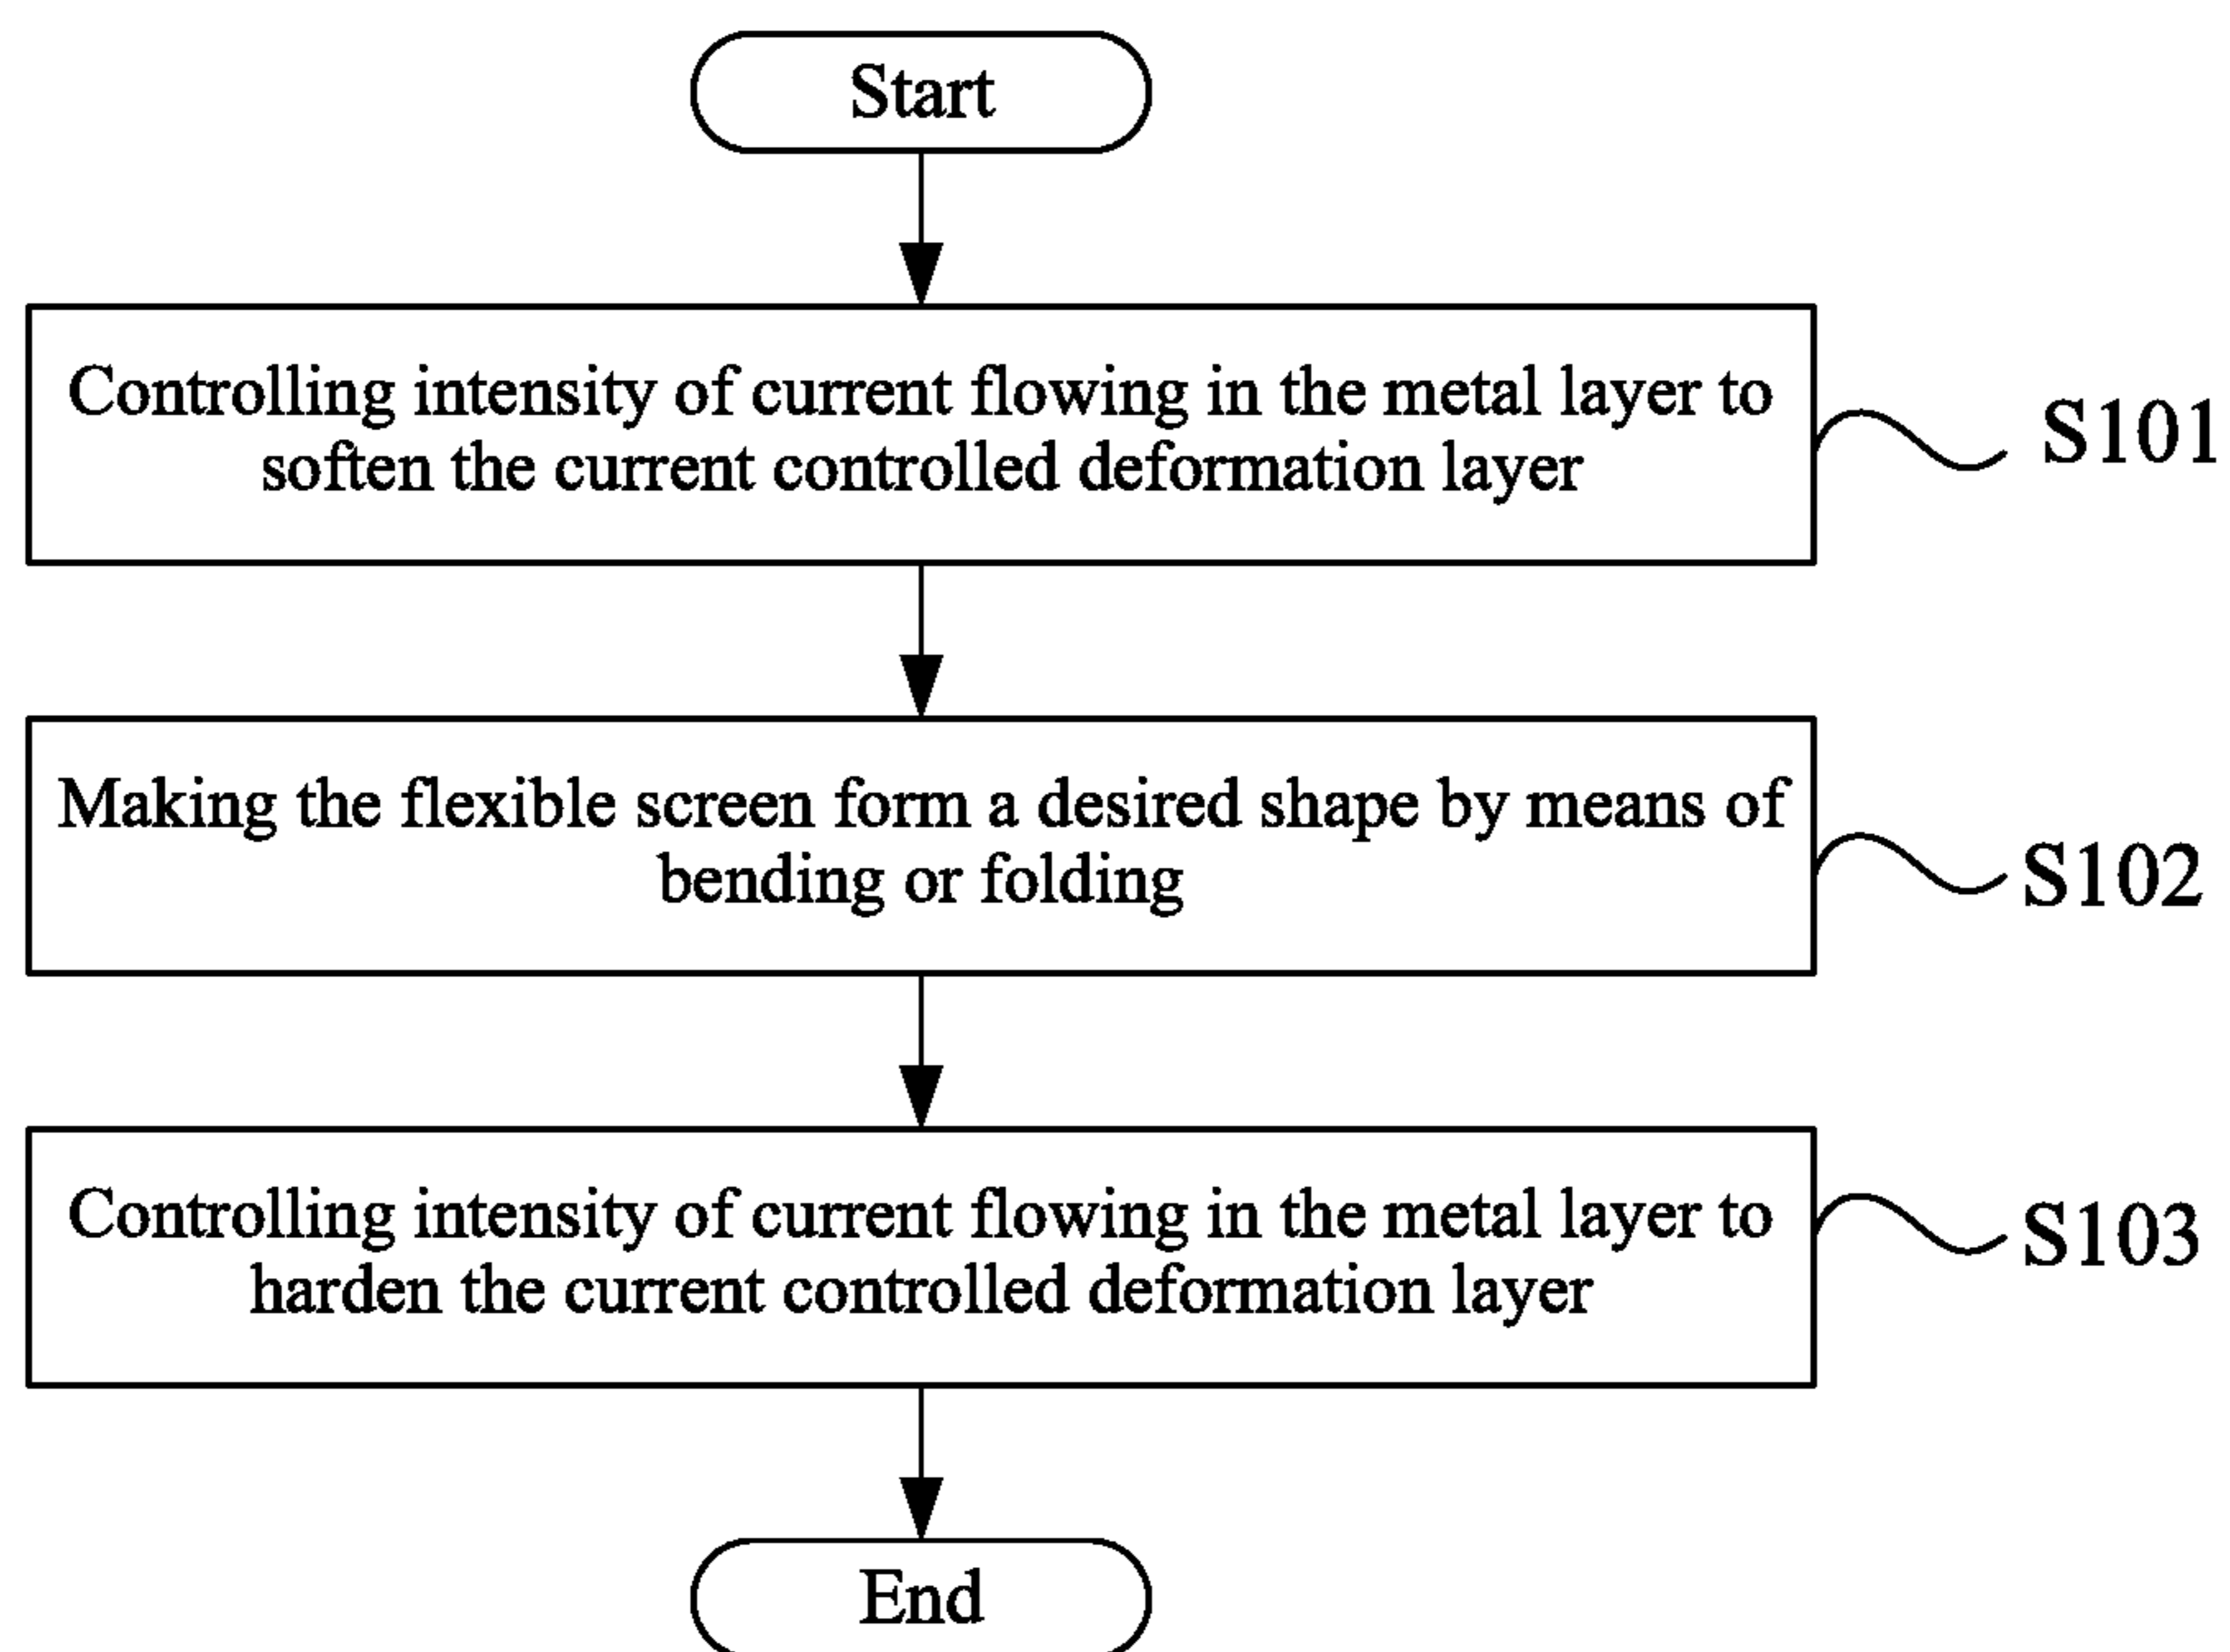 Start
Controlling intensity of current flowing in the metal layer to
soften the current controlled deformation layer
S101
Making the flexible screen form a desired shape by means of
bending or folding
S102
Controlling intensity of current flowing in the metal layer to
harden the current controlled deformation layer
S103
End